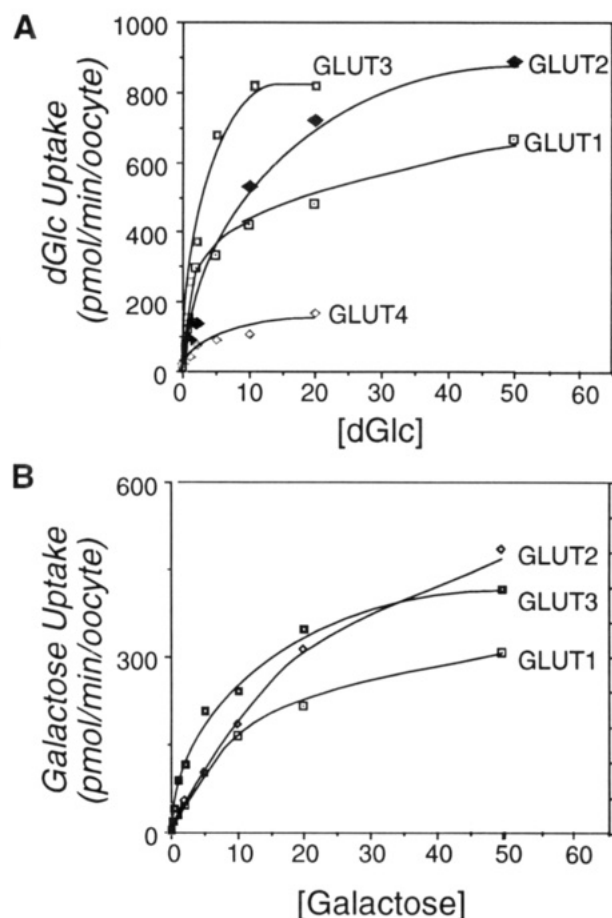 A
dGlc Uptake
(pmol/min/oocyte)
1000
800
600
400
200
0
GLUT3
GLUT2
GLUT1
GLUT4
0 10 20 30 40 50 60
[dGlc]
B
Galactose Uptake
(pmol/min/oocyte)
600
300
0
GLUT2
GLUT3
GLUT1
0 10 20 30 40 50 60
[Galactose]